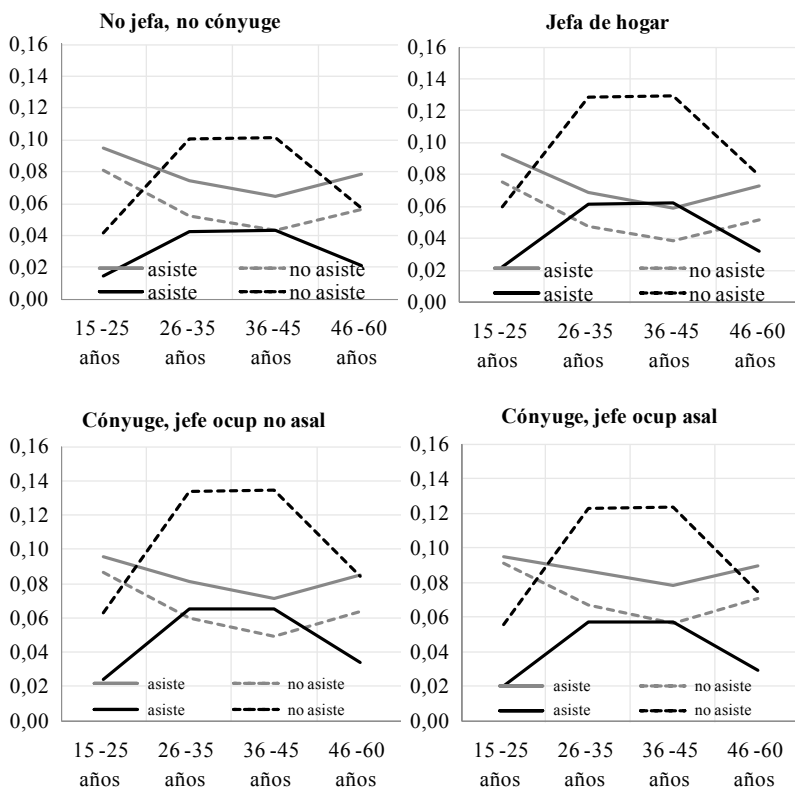 No jefa, no cónyuge
0,16
0,14
0,12
0,10
0,08
0,06
0,04
0,02
0,00
asiste no asiste
asiste no asiste
15 -25 26 -35 36 -45 46 -60
años años años años
Jefa de hogar
0,16
0,14
0,12
0,10
0,08
0,06
0,04
0,02
0,00
asiste no asiste
asiste no asiste
15 -25 26 -35 36 -45 46 -60
años años años años
Cónyuge, jefe ocup no asal
0,16
0,14
0,12
0,10
0,08
0,06
0,04
0,02
0,00
asiste no asiste
asiste no asiste
15 -25 26 -35 36 -45 46 -60
años años años años
Cónyuge, jefe ocup asal
0,16
0,14
0,12
0,10
0,08
0,06
0,04
0,02
0,00
asiste no asiste
asiste no asiste
15 -25 26 -35 36 -45 46 -60
años años años años